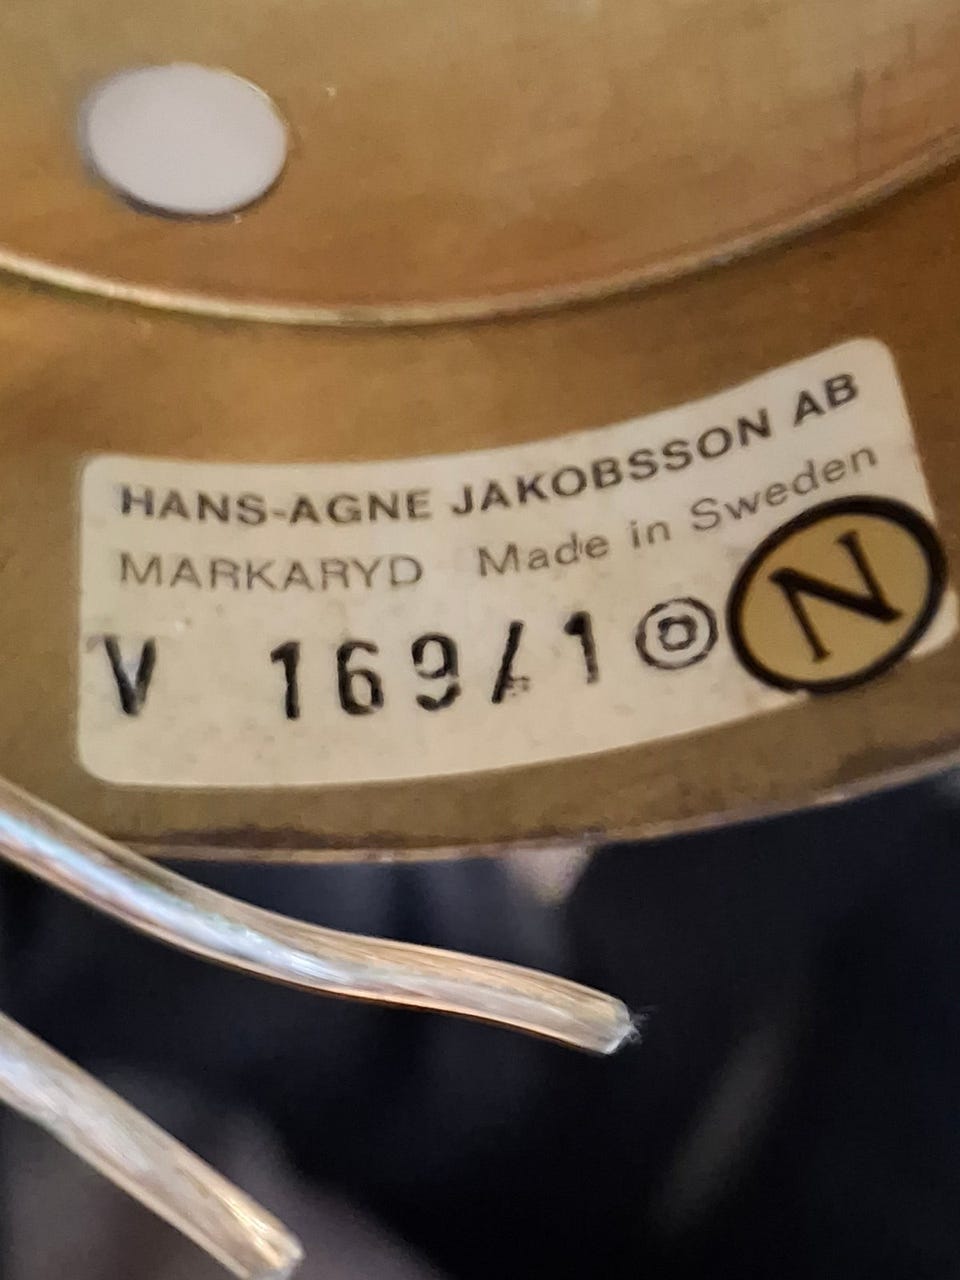 HANS-AGNE JAKOBSSON AB
MARKARYD Made in Sweden
V 169/1 N